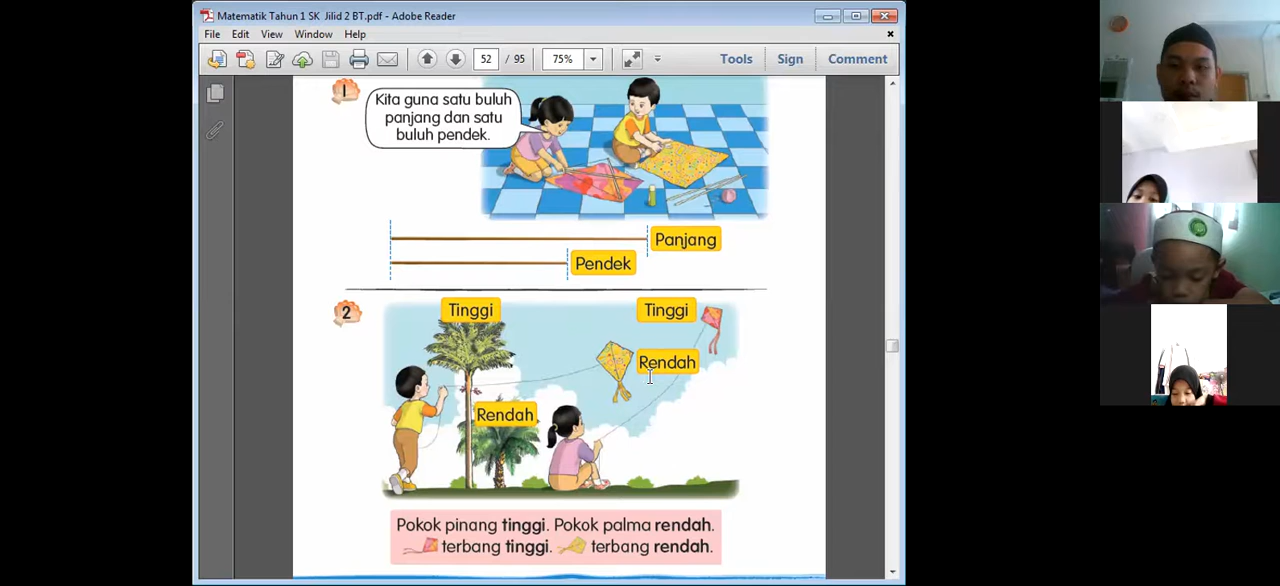 Matematik Tahun 1 SK Jilid 2 BT.pdf - Adobe Reader
File Edit View Window Help
52 / 95 75% Tools Sign Comment
1
Kita guna satu buluh
panjang dan satu
buluh pendek.
Panjang
Pendek
2
Tinggi Tinggi
Rendah
Rendah
Pokok pinang tinggi. Pokok palma rendah.
terbang tinggi. terbang rendah.